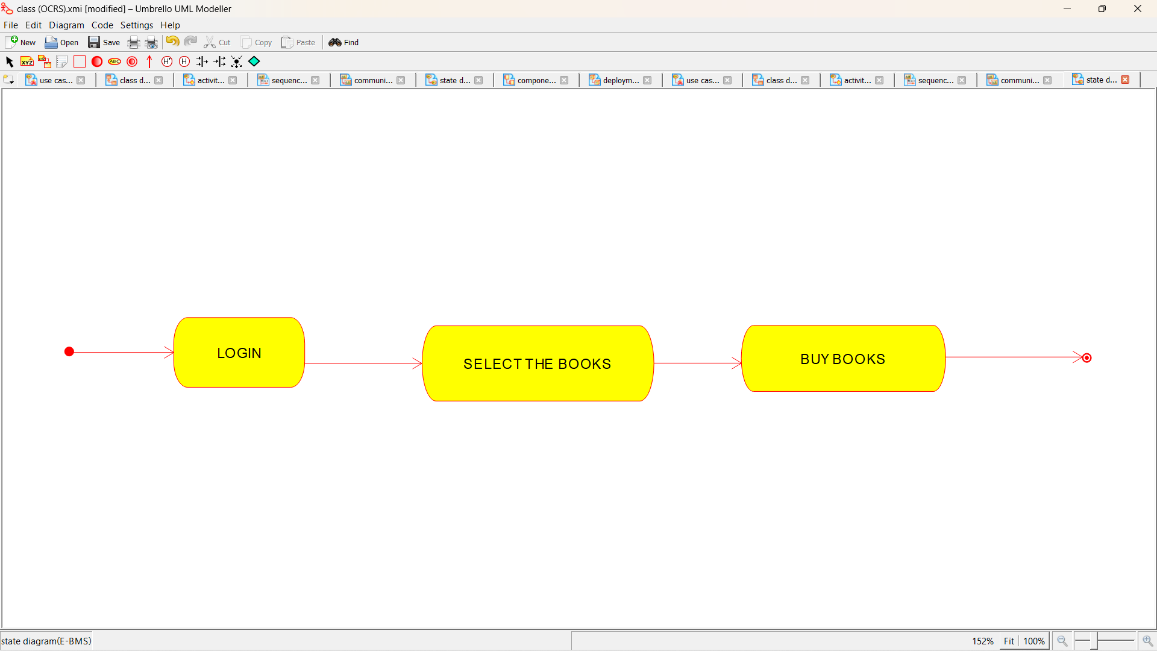 class (OCRS).xmi [modified] – Umbrello UML Modeller
File Edit Diagram Code Settings Help
New Open Save Cut Copy Paste Find
use cas... class d... activit... sequenc... communi... state d... compone... deploym... use cas... class d... activit... sequenc... communi... state d...
LOGIN
SELECT THE BOOKS
BUY BOOKS
state diagram(E-BMS) 152% Fit 100%